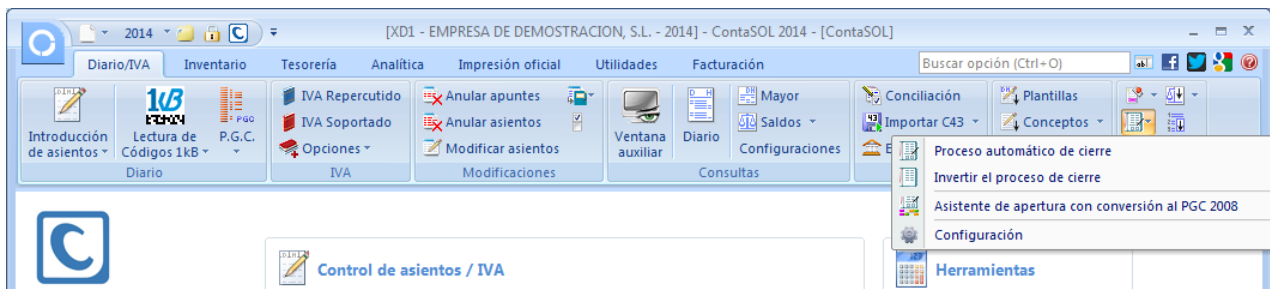 2014
[XD1 - EMPRESA DE DEMOSTRACION, S.L. - 2014] - ContaSOL 2014 - [ContaSOL]
Diario/IVA Inventario Tesorería Analítica Impresión oficial Utilidades Facturación Buscar opción (Ctrl+O)
Introducción
de asientos
Lectura de
Códigos 1kB
P.G.C.
Diario
IVA Repercutido
IVA Soportado
Opciones
IVA
Anular apuntes
Anular asientos
Modificar asientos
Modificaciones
Ventana
auxiliar
Diario
Mayor
Saldos
Configuraciones
Consultas
Conciliación
Importar C43
Plantillas
Conceptos
Proceso automático de cierre
Invertir el proceso de cierre
Asistente de apertura con conversión al PGC 2008
Configuración
C
Control de asientos / IVA
Herramientas